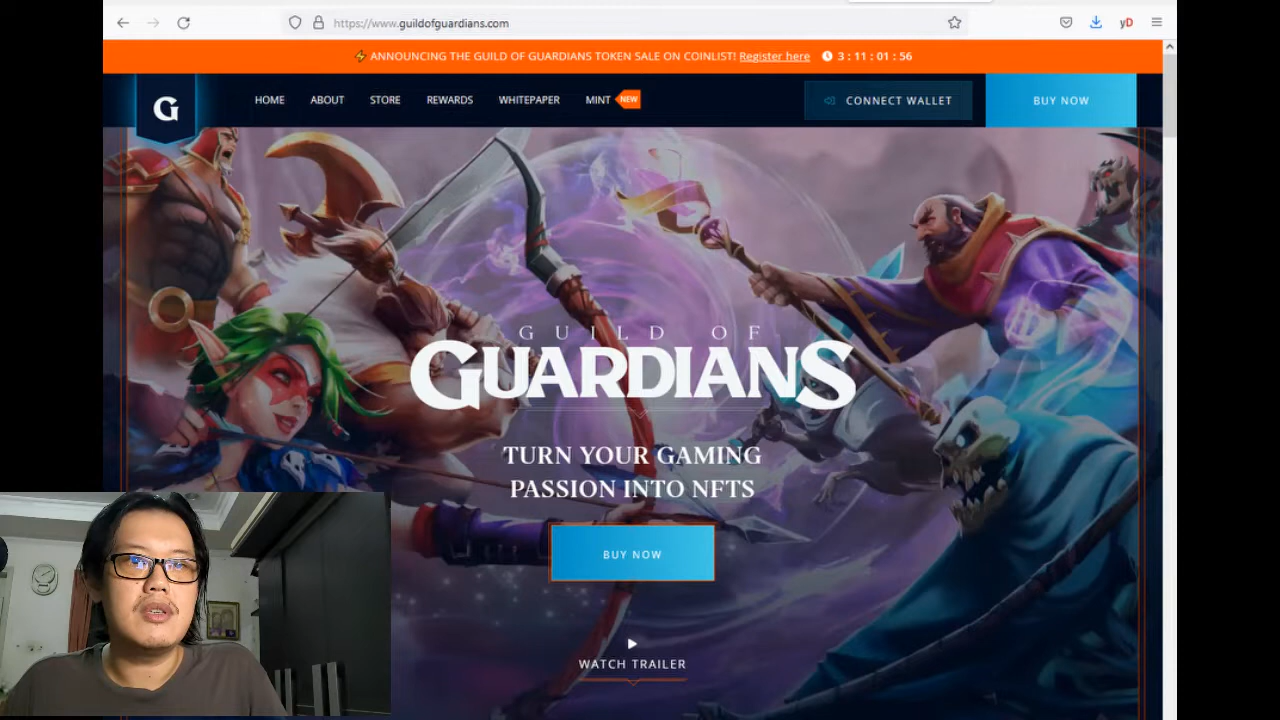 https://www.guildofguardians.com
yD
ANNOUNCING THE GUILD OF GUARDIANS TOKEN SALE ON COINLIST! Register here 3 : 11 : 01 : 56
G
HOME ABOUT STORE REWARDS WHITEPAPER MINT NEW
CONNECT WALLET
BUY NOW
GUILD OF
GUARDIANS
TURN YOUR GAMING
PASSION INTO NFTS
BUY NOW
WATCH TRAILER